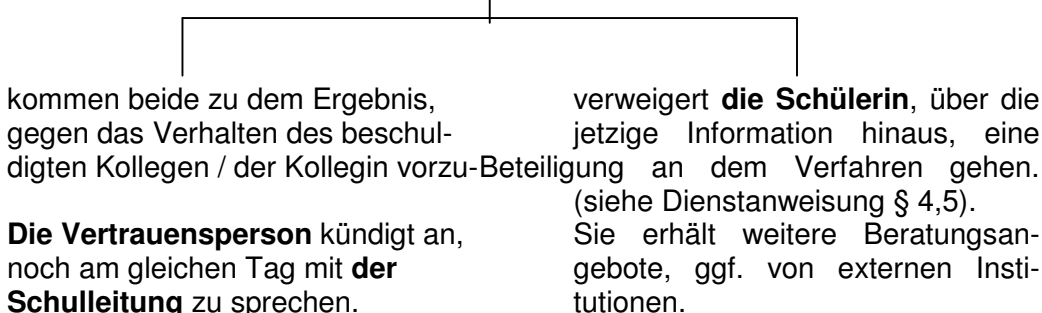 kommen beide zu dem Ergebnis,
gegen das Verhalten des beschul-
digten Kollegen / der Kollegin vorzu-
gehen.
Die Vertrauensperson kündigt an,
noch am gleichen Tag mit der
Schulleitung zu sprechen.
verweigert die Schülerin, über die
jetzige Information hinaus, eine
Beteiligung an dem Verfahren
(siehe Dienstanweisung § 4,5).
Sie erhält weitere Beratungsan-
gebote, ggf. von externen Insti-
tutionen.